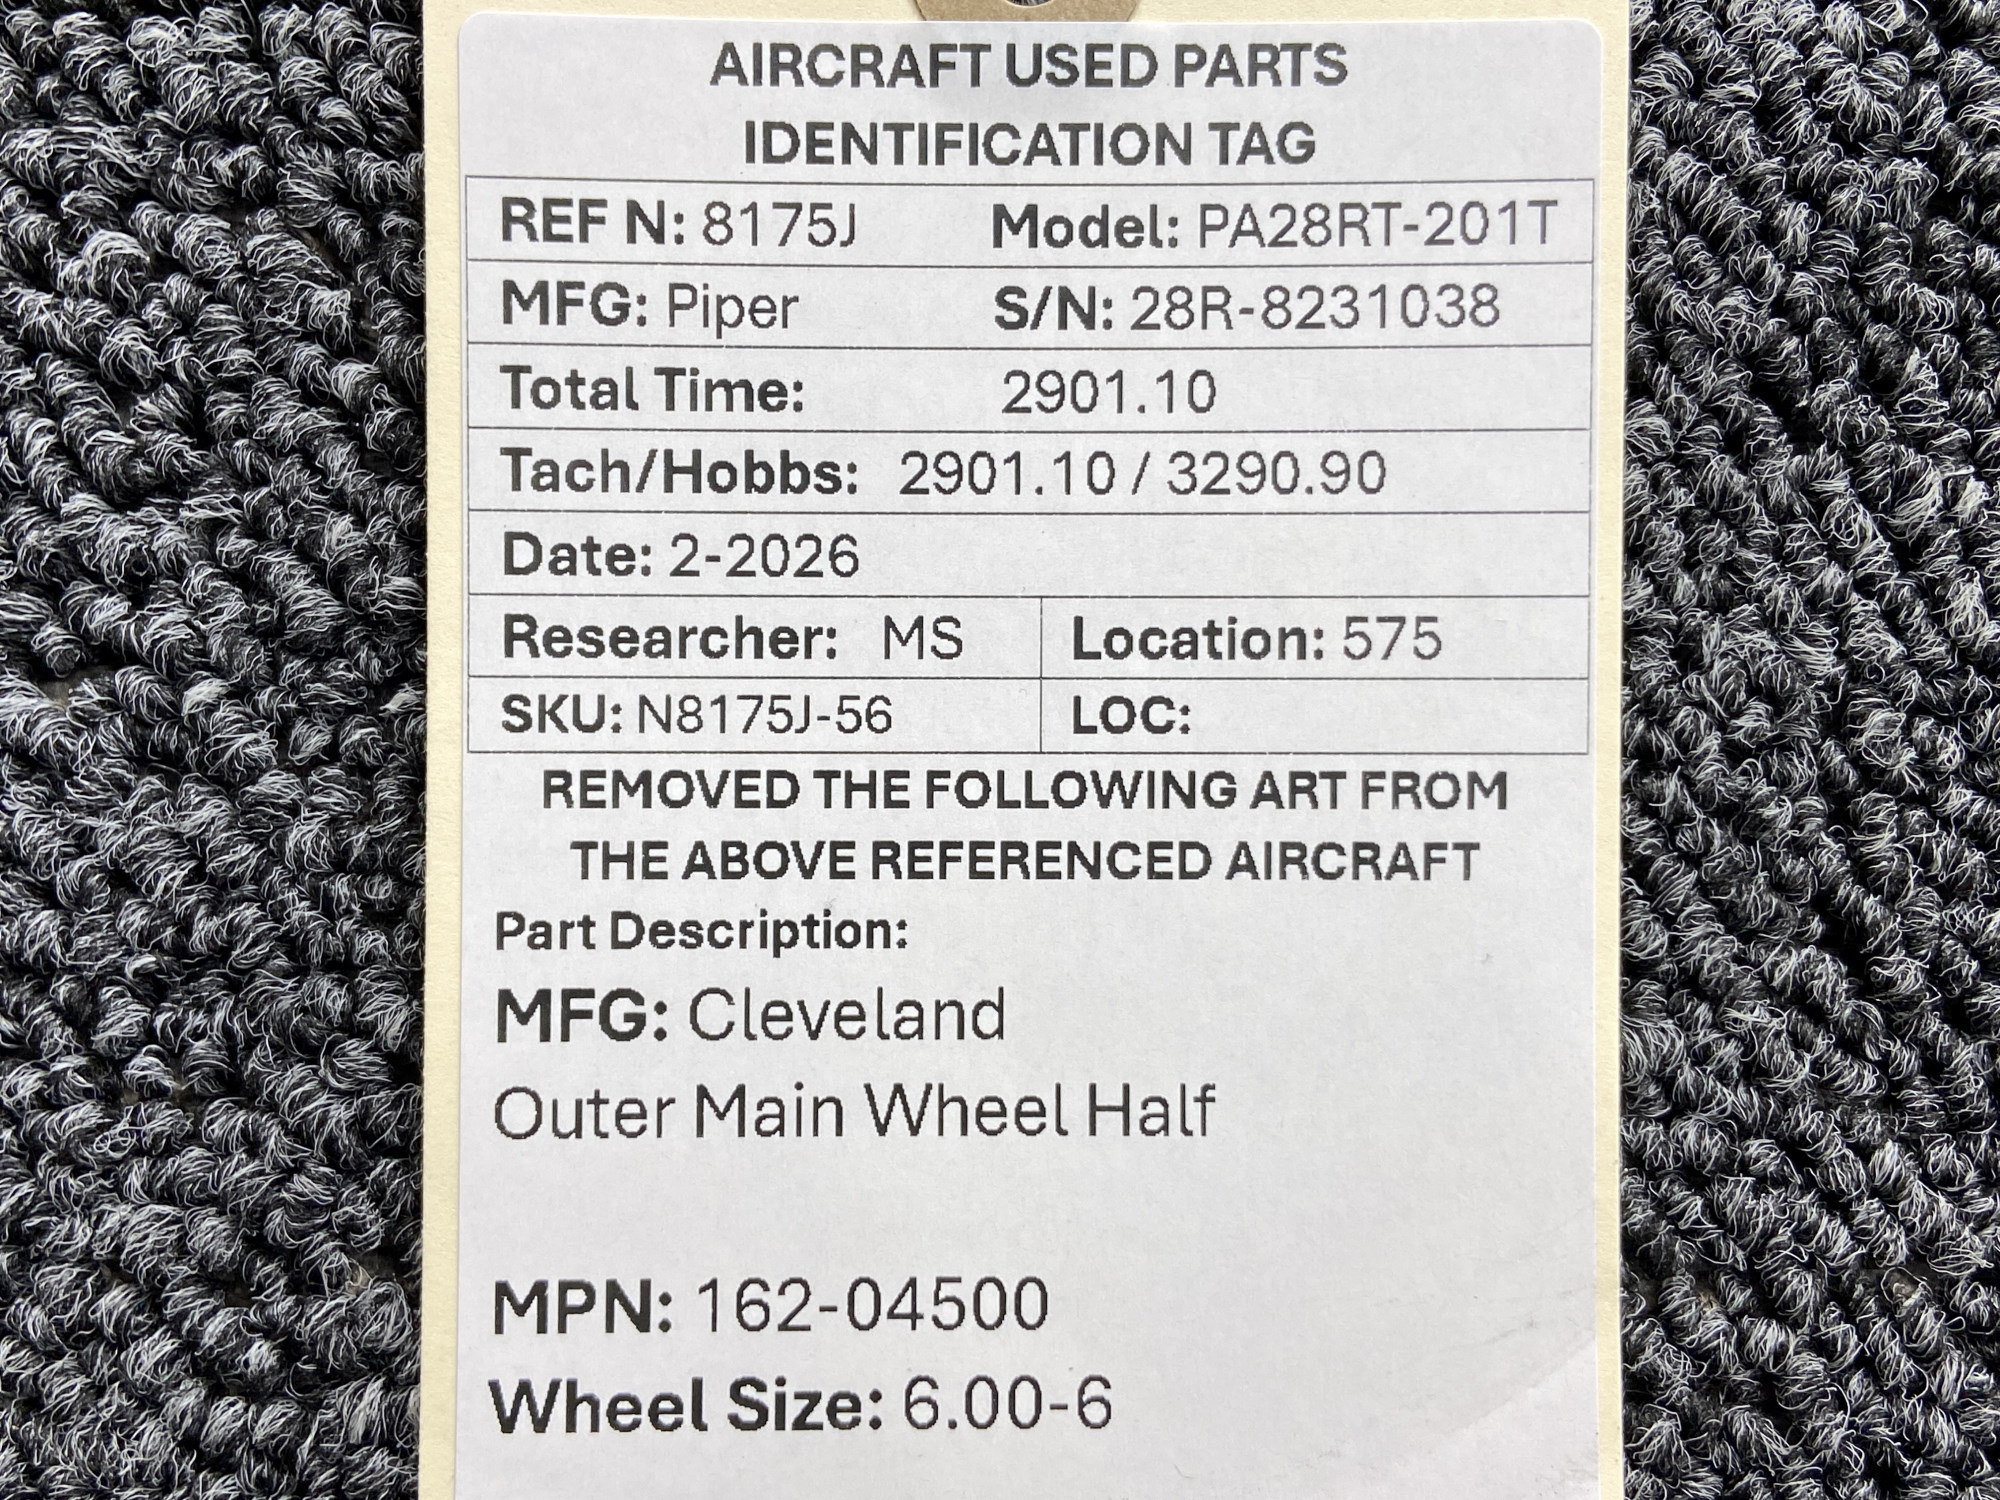 AIRCRAFT USED PARTS
IDENTIFICATION TAG
REF N: 8175J Model: PA28RT-201T
MFG: Piper S/N: 28R-8231038
Total Time: 2901.10
Tach/Hobbs: 2901.10 / 3290.90
Date: 2-2026
Researcher: MS Location: 575
SKU: N8175J-56 LOC:
REMOVED THE FOLLOWING ART FROM
THE ABOVE REFERENCED AIRCRAFT
Part Description:
MFG: Cleveland
Outer Main Wheel Half
MPN: 162-04500
Wheel Size: 6.00-6